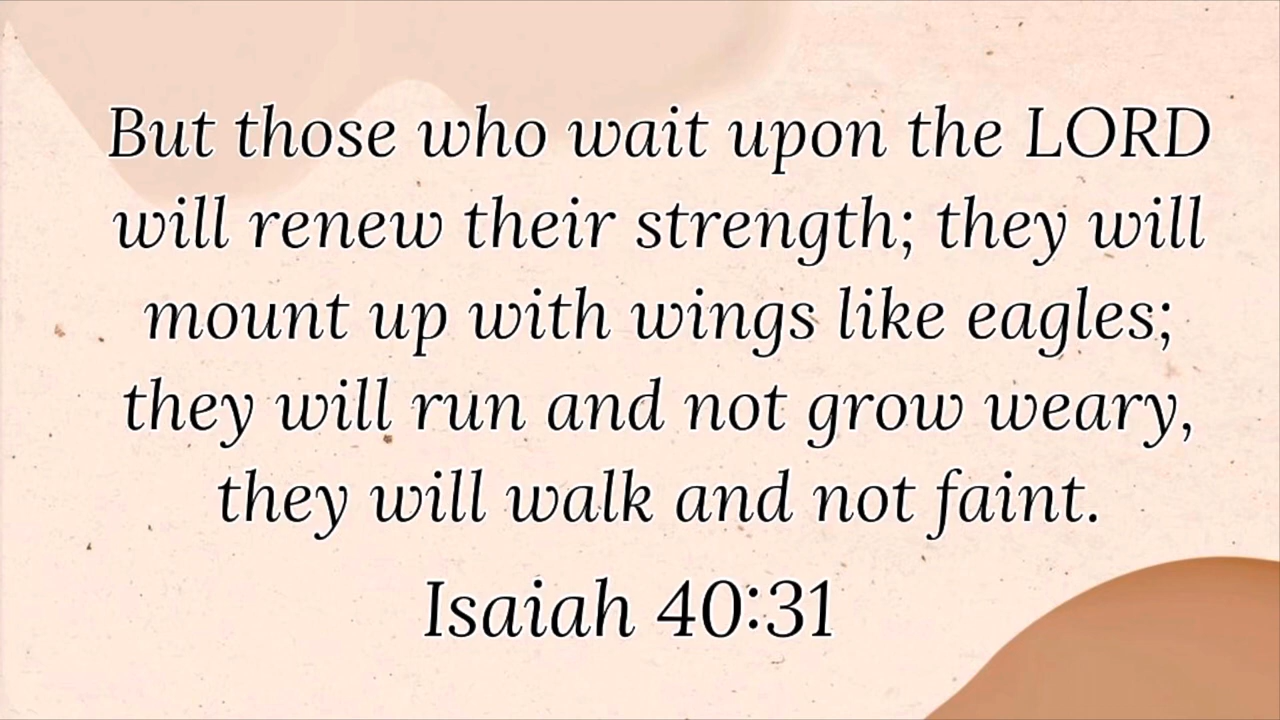 But those who wait upon the LORD
will renew their strength; they will
mount up with wings like eagles;
they will run and not grow weary,
they will walk and not faint.
Isaiah 40:31